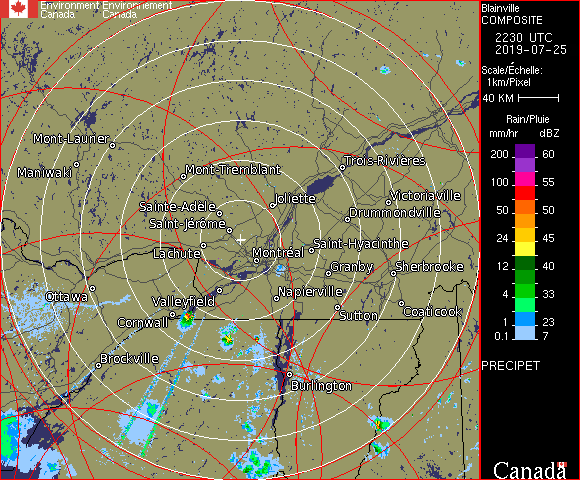 Environment Environnement
Canada Canada
Blainville
COMPOSITE
2230 UTC
2019-07-25
Scale/Échelle:
1km/Pixel
40 KM
Rain/Pluie
mm/hr dBZ
200 60
100 55
50 50
24 45
12 40
4 33
1 23
0.1 7
PRECIPET
Mont-Laurier
Maniwaki
Mont-Tremblant
Trois-Rivières
Joliette
Victoriaville
Sainte-Adèle
Drummondville
Saint-Jérôme
Saint-Hyacinthe
Lachute
Montréal
Granby
Sherbrooke
Ottawa
Valleyfield
Napierville
Sutton
Coaticook
Cornwall
Brockville
Burlington
Canada